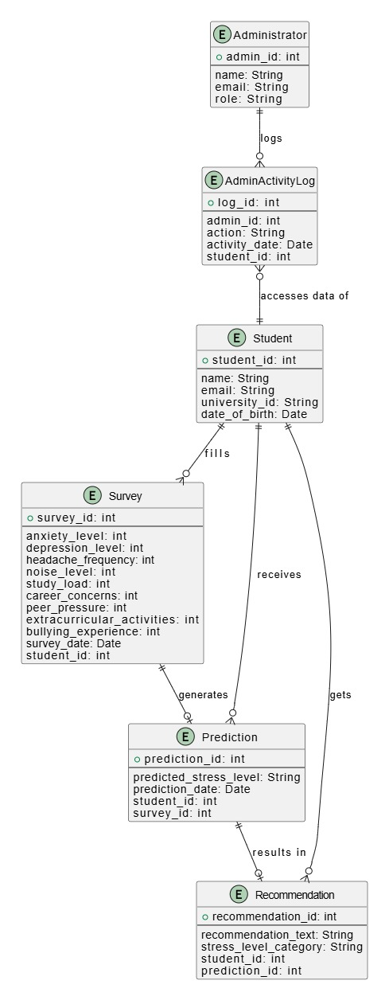 E Administrator
admin_id: int
name: String
email: String
role: String
logs
E AdminActivityLog
log_id: int
admin_id: int
action: String
activity_date: Date
student_id: int
accesses data of
E Student
student_id: int
name: String
email: String
university_id: String
date_of_birth: Date
fills
E Survey
survey_id: int
anxiety_level: int
depression_level: int
headache_frequency: int
noise_level: int
study_load: int
career_concerns: int
peer_pressure: int
extracurricular_activities: int
bullying_experience: int
survey_date: Date
student_id: int
receives
generates
gets
E Prediction
prediction_id: int
predicted_stress_level: String
prediction_date: Date
student_id: int
survey_id: int
results in
E Recommendation
recommendation_id: int
recommendation_text: String
stress_level_category: String
student_id: int
prediction_id: int